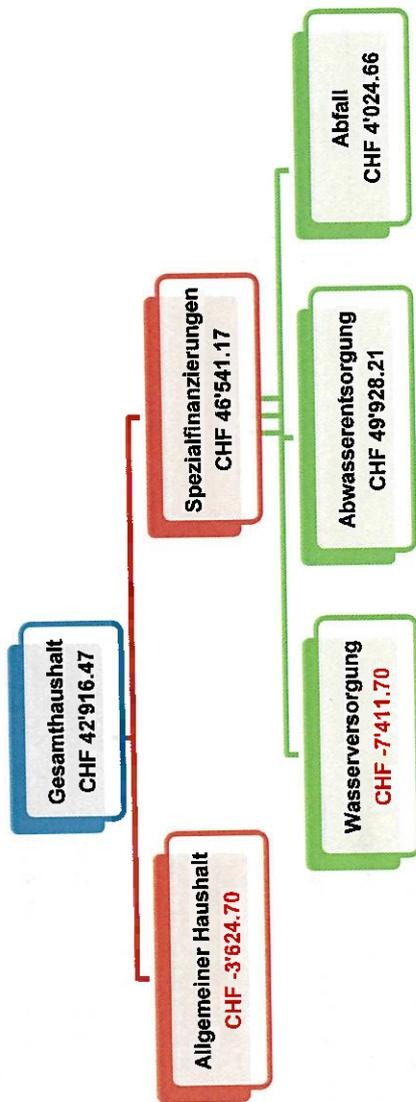 Gesamthaushalt
CHF 42'916.47
Allgemeiner Haushalt
CHF -3'624.70
Spezialfinanzierungen
CHF 46'541.17
Wasserversorgung
CHF -7'411.70
Abwasserentsorgung
CHF 49'928.21
Abfall
CHF 4'024.66